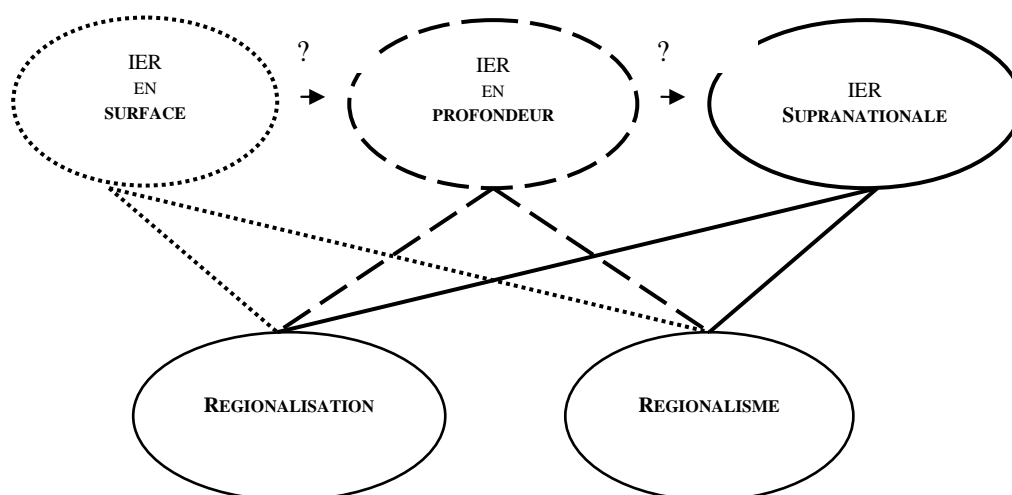 IER
EN
SURFACE
?
IER
EN
PROFONDEUR
?
IER
SUPRANATIONALE
REGIONALISATION
REGIONALISME